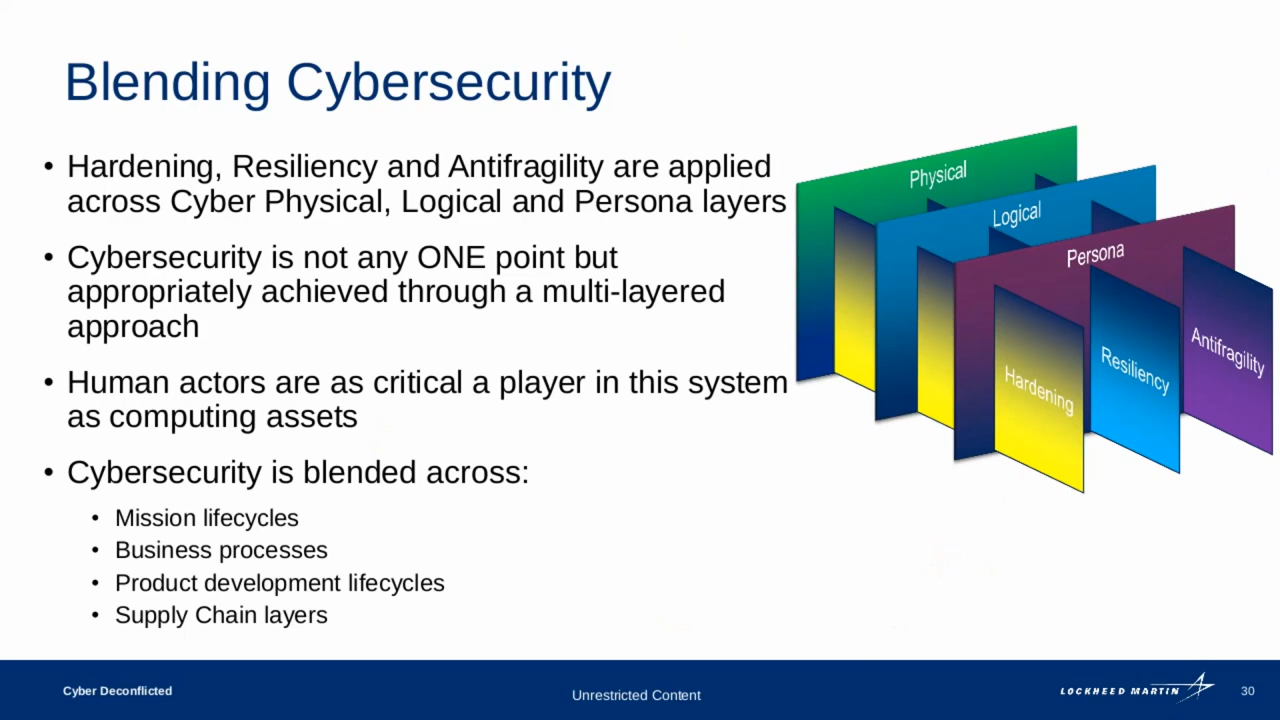 Blending Cybersecurity
• Hardening, Resiliency and Antifragility are applied
across Cyber Physical, Logical and Persona layers
• Cybersecurity is not any ONE point but
appropriately achieved through a multi-layered
approach
• Human actors are as critical a player in this system
as computing assets
• Cybersecurity is blended across:
• Mission lifecycles
• Business processes
• Product development lifecycles
• Supply Chain layers
Physical
Logical
Persona
Hardening
Resiliency
Antifragility
Cyber Deconflicted
Unrestricted Content
LOCKHEED MARTIN
30